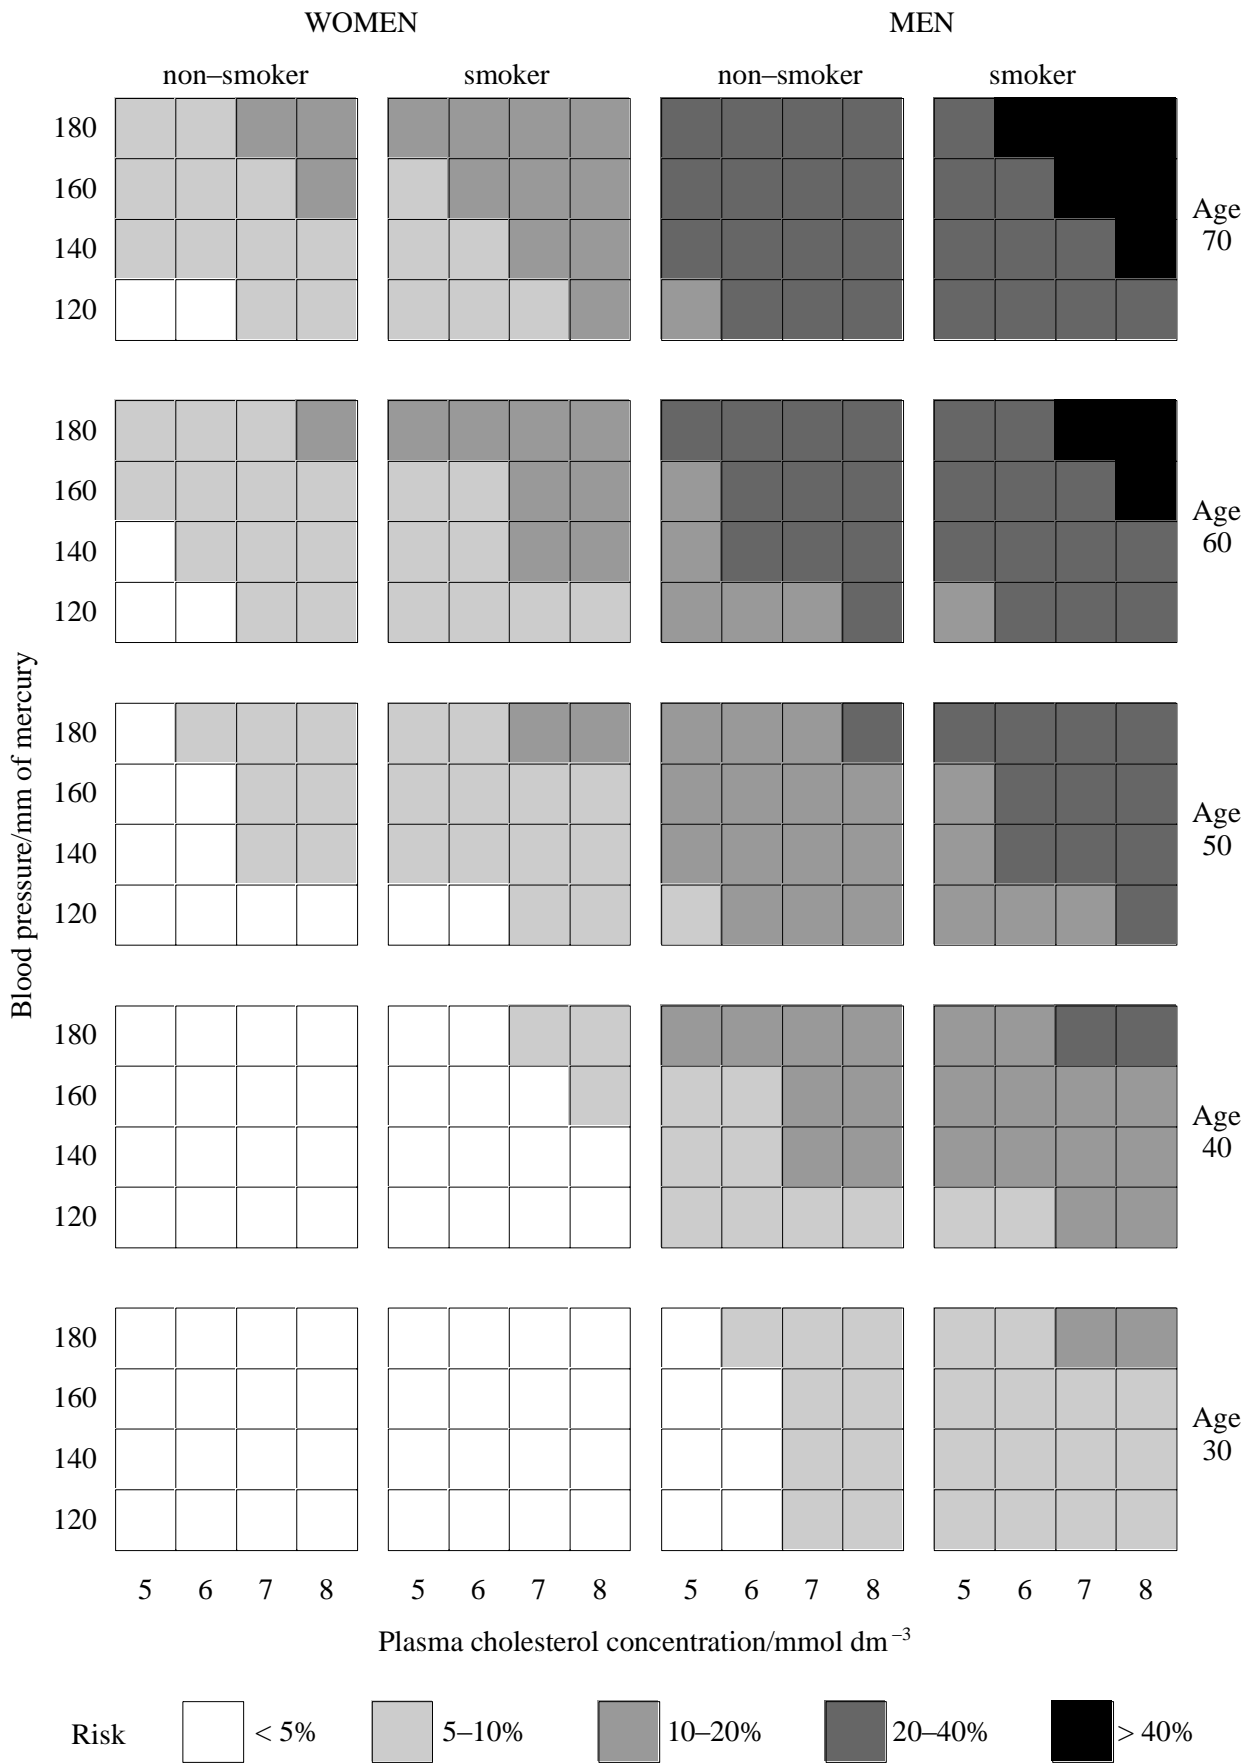 WOMEN MEN
non–smoker smoker non–smoker smoker
180
160
140
120
Age
70
180
160
140
120
Age
60
180
160
140
120
Age
50
180
160
140
120
Age
40
180
160
140
120
Age
30
Blood pressure/mm of mercury
5 6 7 8 5 6 7 8 5 6 7 8 5 6 7 8
Plasma cholesterol concentration/mmol dm⁻³
Risk < 5% 5–10% 10–20% 20–40% > 40%